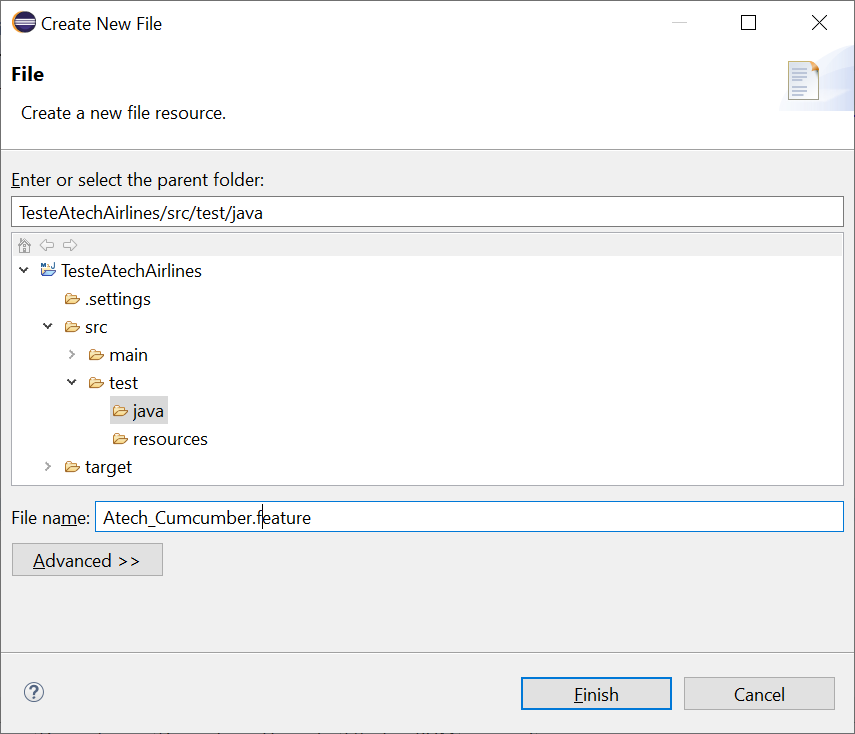 Create New File
File
Create a new file resource.
Enter or select the parent folder:
TesteAtechAirlines/src/test/java
TesteAtechAirlines
.settings
src
main
test
java
resources
target
File name: Atech_Cumcumber.feature
Advanced >>
Finish Cancel